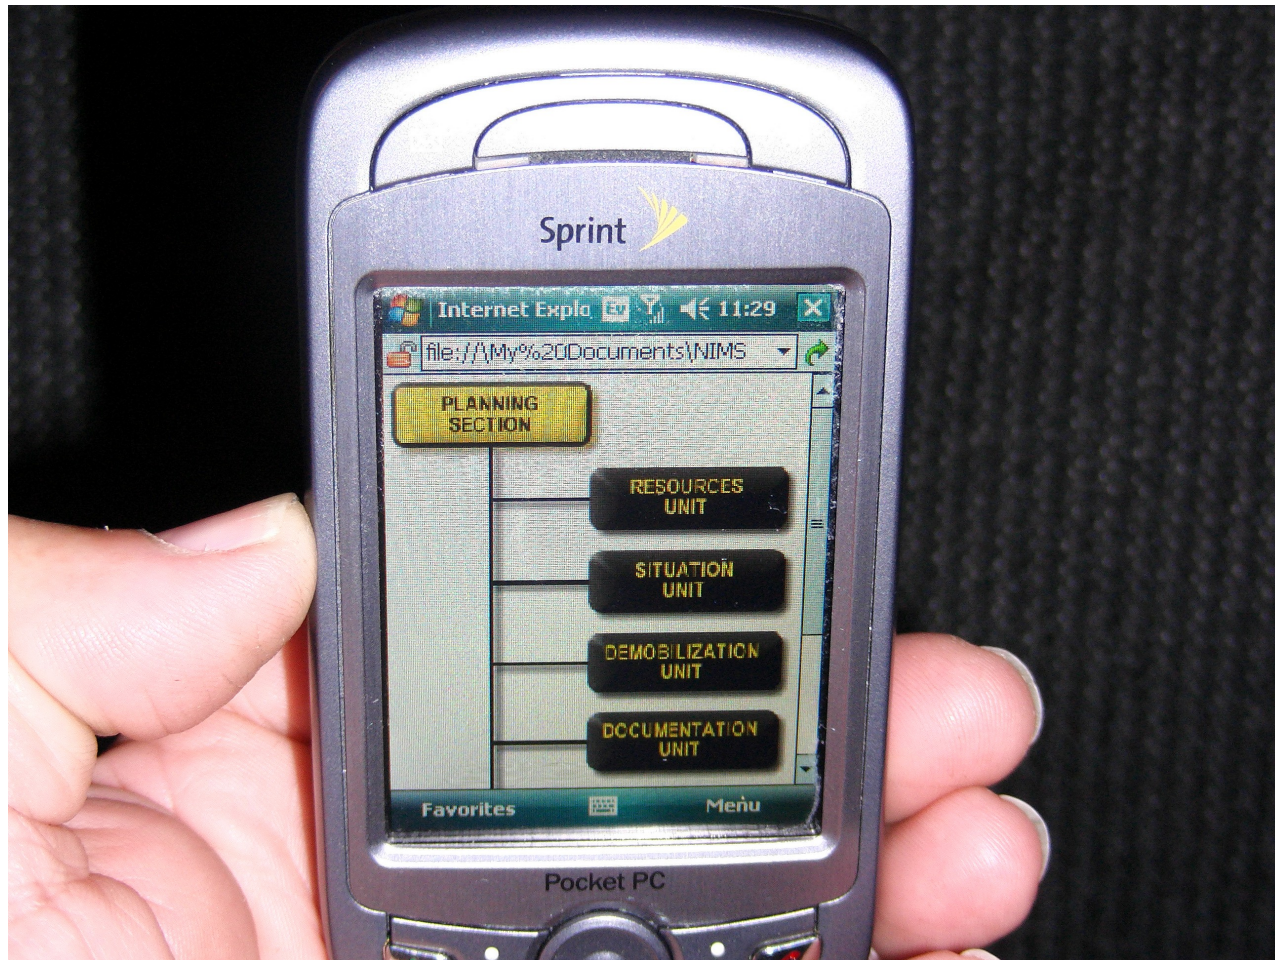 Sprint
Internet Explo Ev 11:29
file://\My%20Documents\NIMS
PLANNING
SECTION
RESOURCES
UNIT
SITUATION
UNIT
DEMOBILIZATION
UNIT
DOCUMENTATION
UNIT
Favorites Menu
Pocket PC